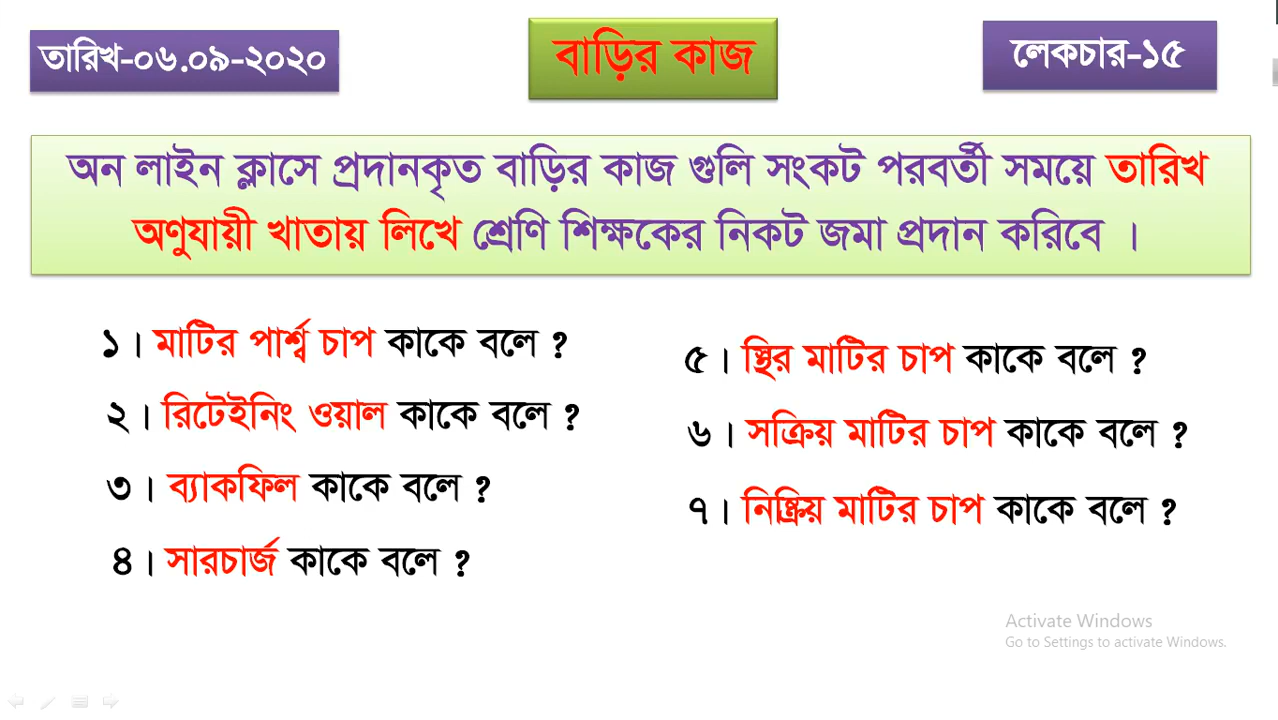 তারিখ-০৬.০৯-২০২০
বাড়ির কাজ
লেকচার-১৫
অন লাইন ক্লাসে প্রদানকৃত বাড়ির কাজ গুলি সংকট পরবর্তী সময়ে তারিখ
অণুযায়ী খাতায় লিখে শ্রেণি শিক্ষকের নিকট জমা প্রদান করিবে ।
১। মাটির পার্শ্ব চাপ কাকে বলে ?
২। রিটেইনিং ওয়াল কাকে বলে ?
৩। ব্যাকফিল কাকে বলে ?
৪। সারচার্জ কাকে বলে ?
৫। স্থির মাটির চাপ কাকে বলে ?
৬। সক্রিয় মাটির চাপ কাকে বলে ?
৭। নিষ্ক্রিয় মাটির চাপ কাকে বলে ?
Activate Windows
Go to Settings to activate Windows.